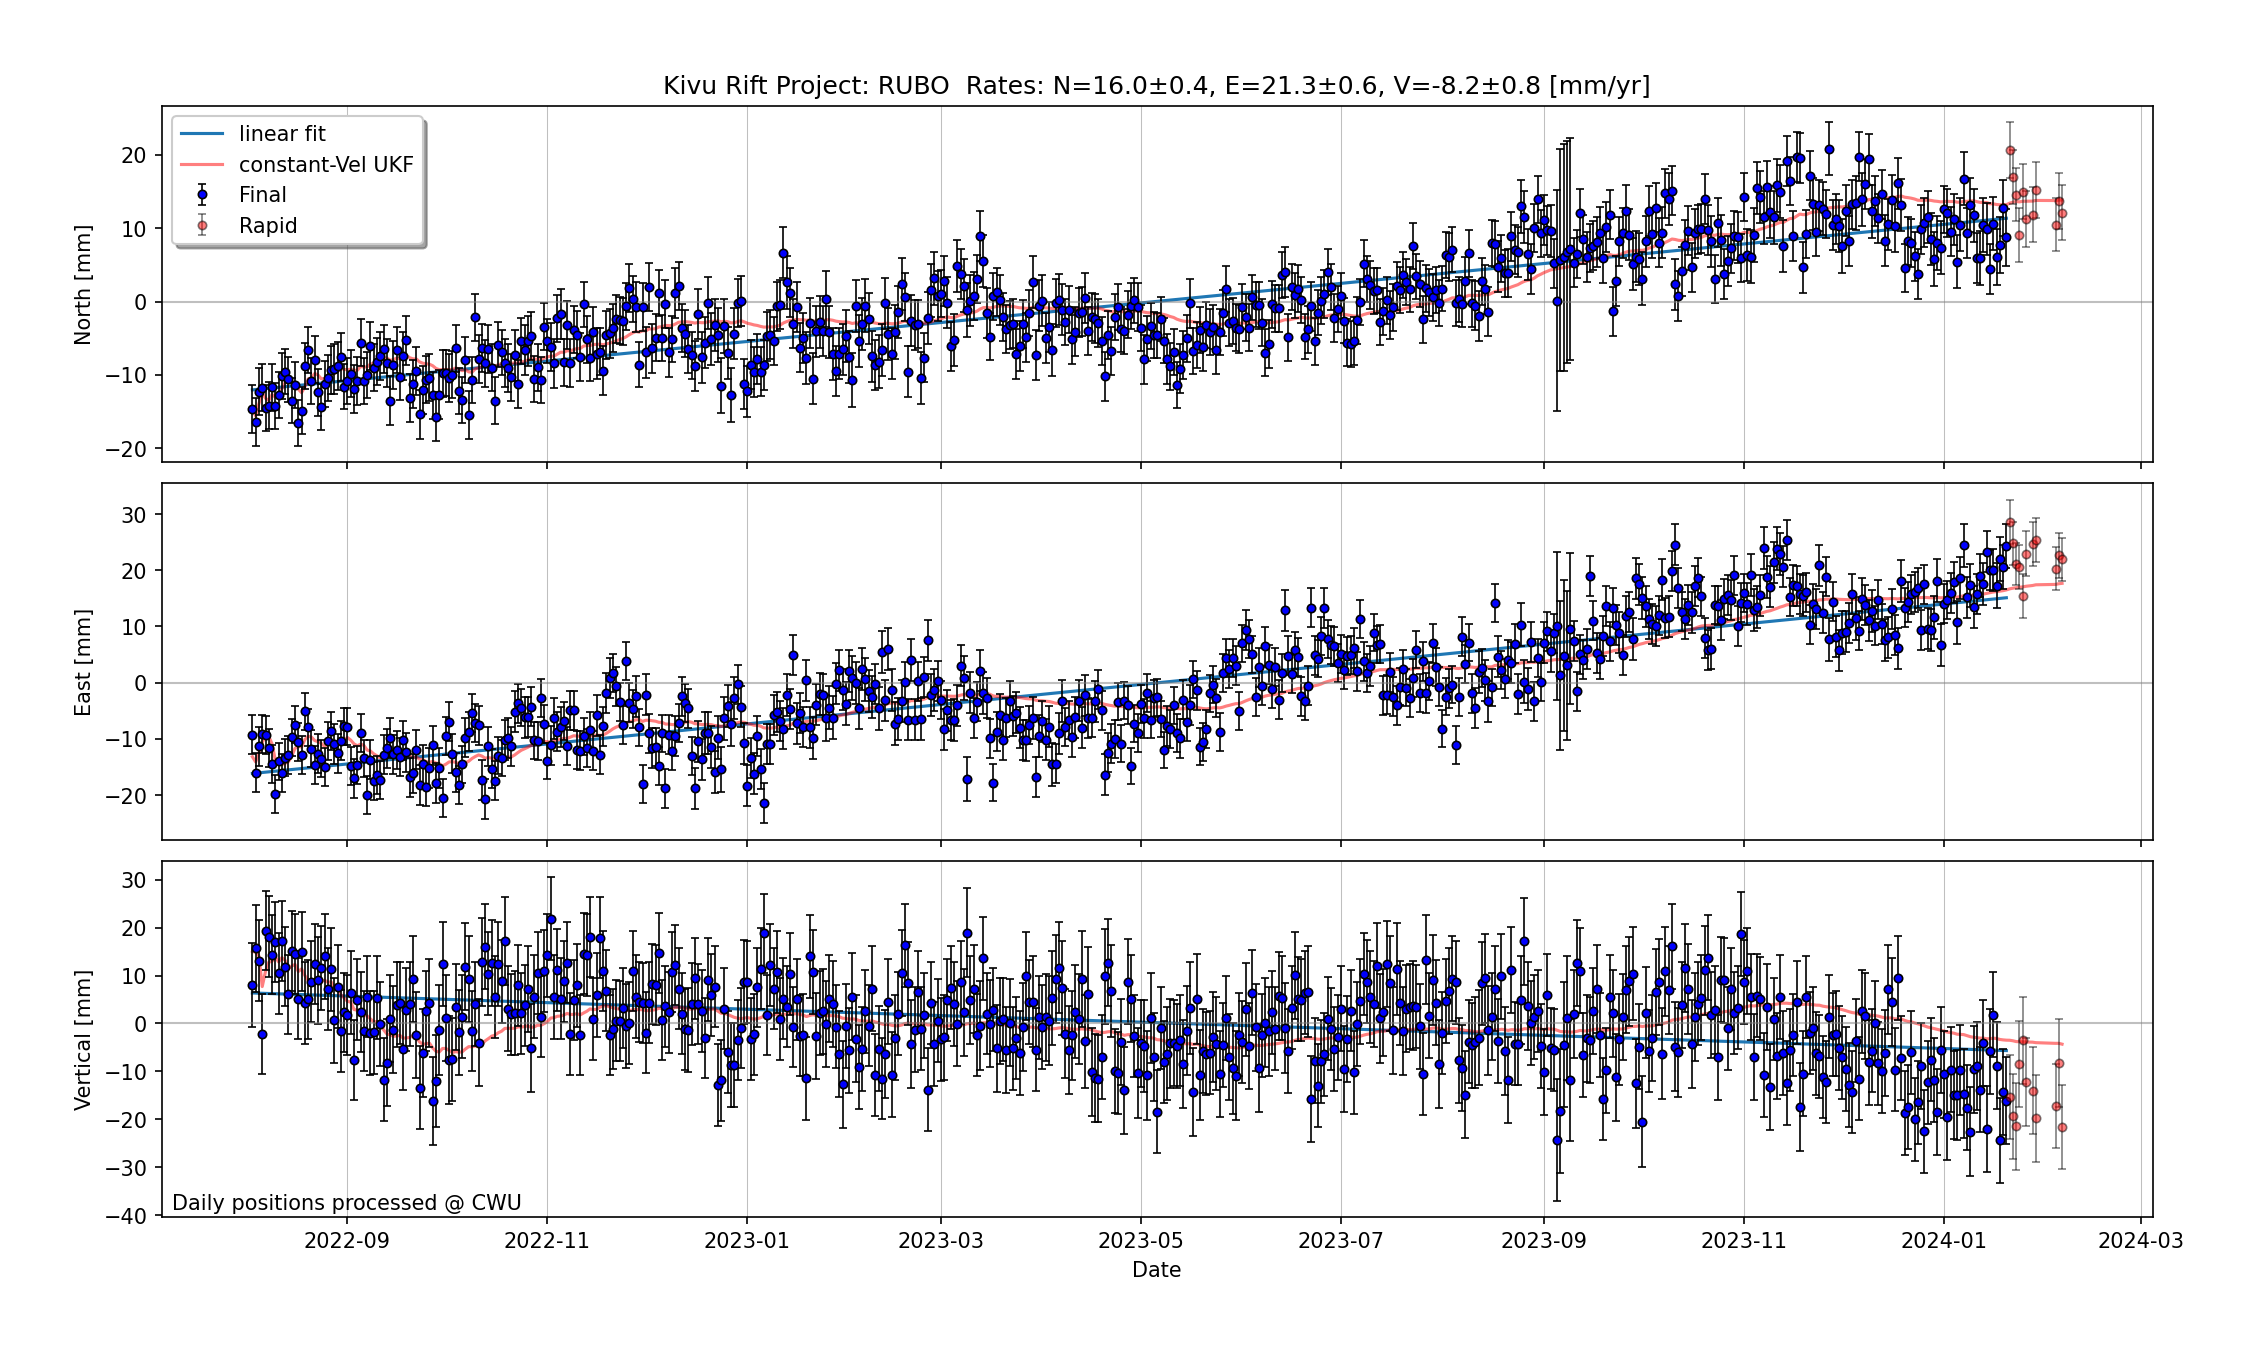 Kivu Rift Project: RUBO  Rates: N=16.0±0.4, E=21.3±0.6, V=-8.2±0.8 [mm/yr]
linear fit
constant-Vel UKF
Final
Rapid
North [mm]
20
10
0
−10
−20
East [mm]
30
20
10
0
−10
−20
Vertical [mm]
30
20
10
0
−10
−20
−30
−40
Daily positions processed @ CWU
2022-09 2022-11 2023-01 2023-03 2023-05 2023-07 2023-09 2023-11 2024-01 2024-03
Date